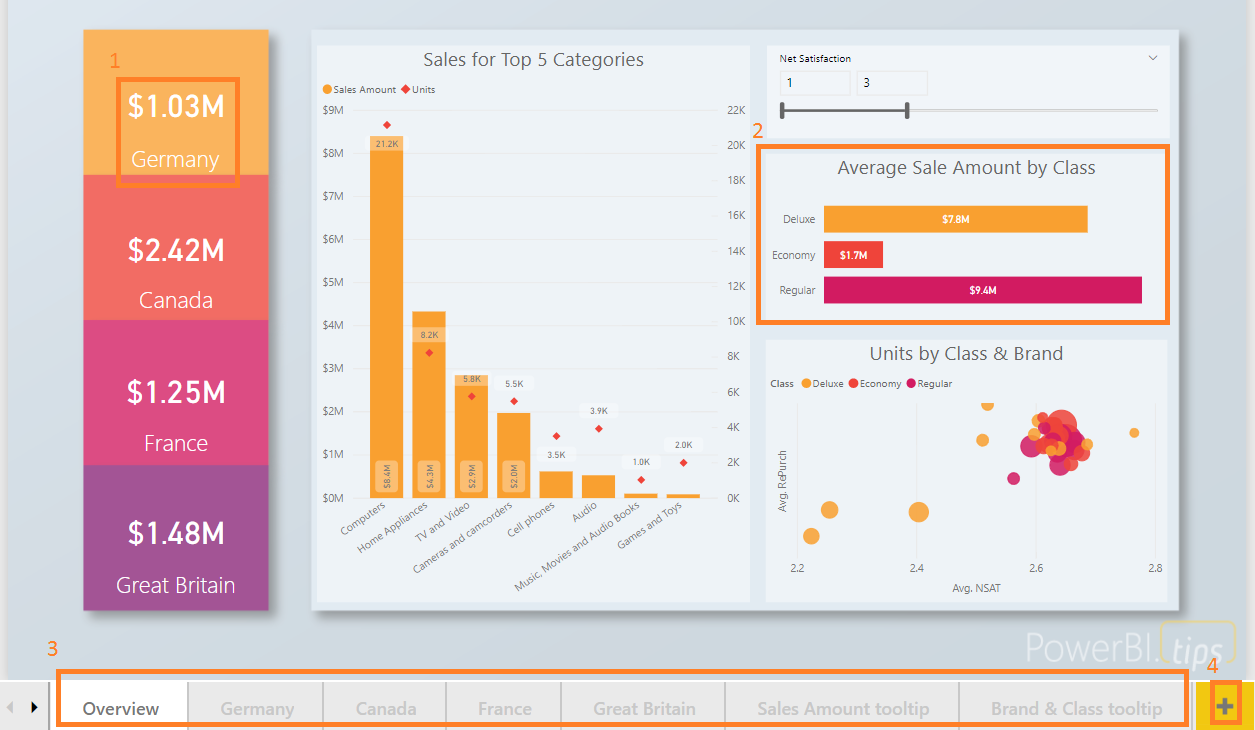 1
$1.03M
Germany
$2.42M
Canada
$1.25M
France
$1.48M
Great Britain
Sales for Top 5 Categories
Sales Amount Units
$9M
$8M
$7M
$6M
$5M
$4M
$3M
$2M
$1M
$0M
22K
20K
18K
16K
14K
12K
10K
8K
6K
4K
2K
0K
21.2K
8.2K
5.8K
5.5K
3.5K
3.9K
1.0K
2.0K
$8.4M
$4.3M
$2.9M
$2.0M
Computers
Home Appliances
TV and Video
Cameras and camcorders
Cell phones
Audio
Music, Movies and Audio Books
Games and Toys
Net Satisfaction
1 3
2
Average Sale Amount by Class
Deluxe $7.8M
Economy $1.7M
Regular $9.4M
Units by Class & Brand
Class Deluxe Economy Regular
Avg. RePurch
2.2 2.4 2.6 2.8
Avg. NSAT
PowerBI.tips
3
4
Overview Germany Canada France Great Britain Sales Amount tooltip Brand & Class tooltip +